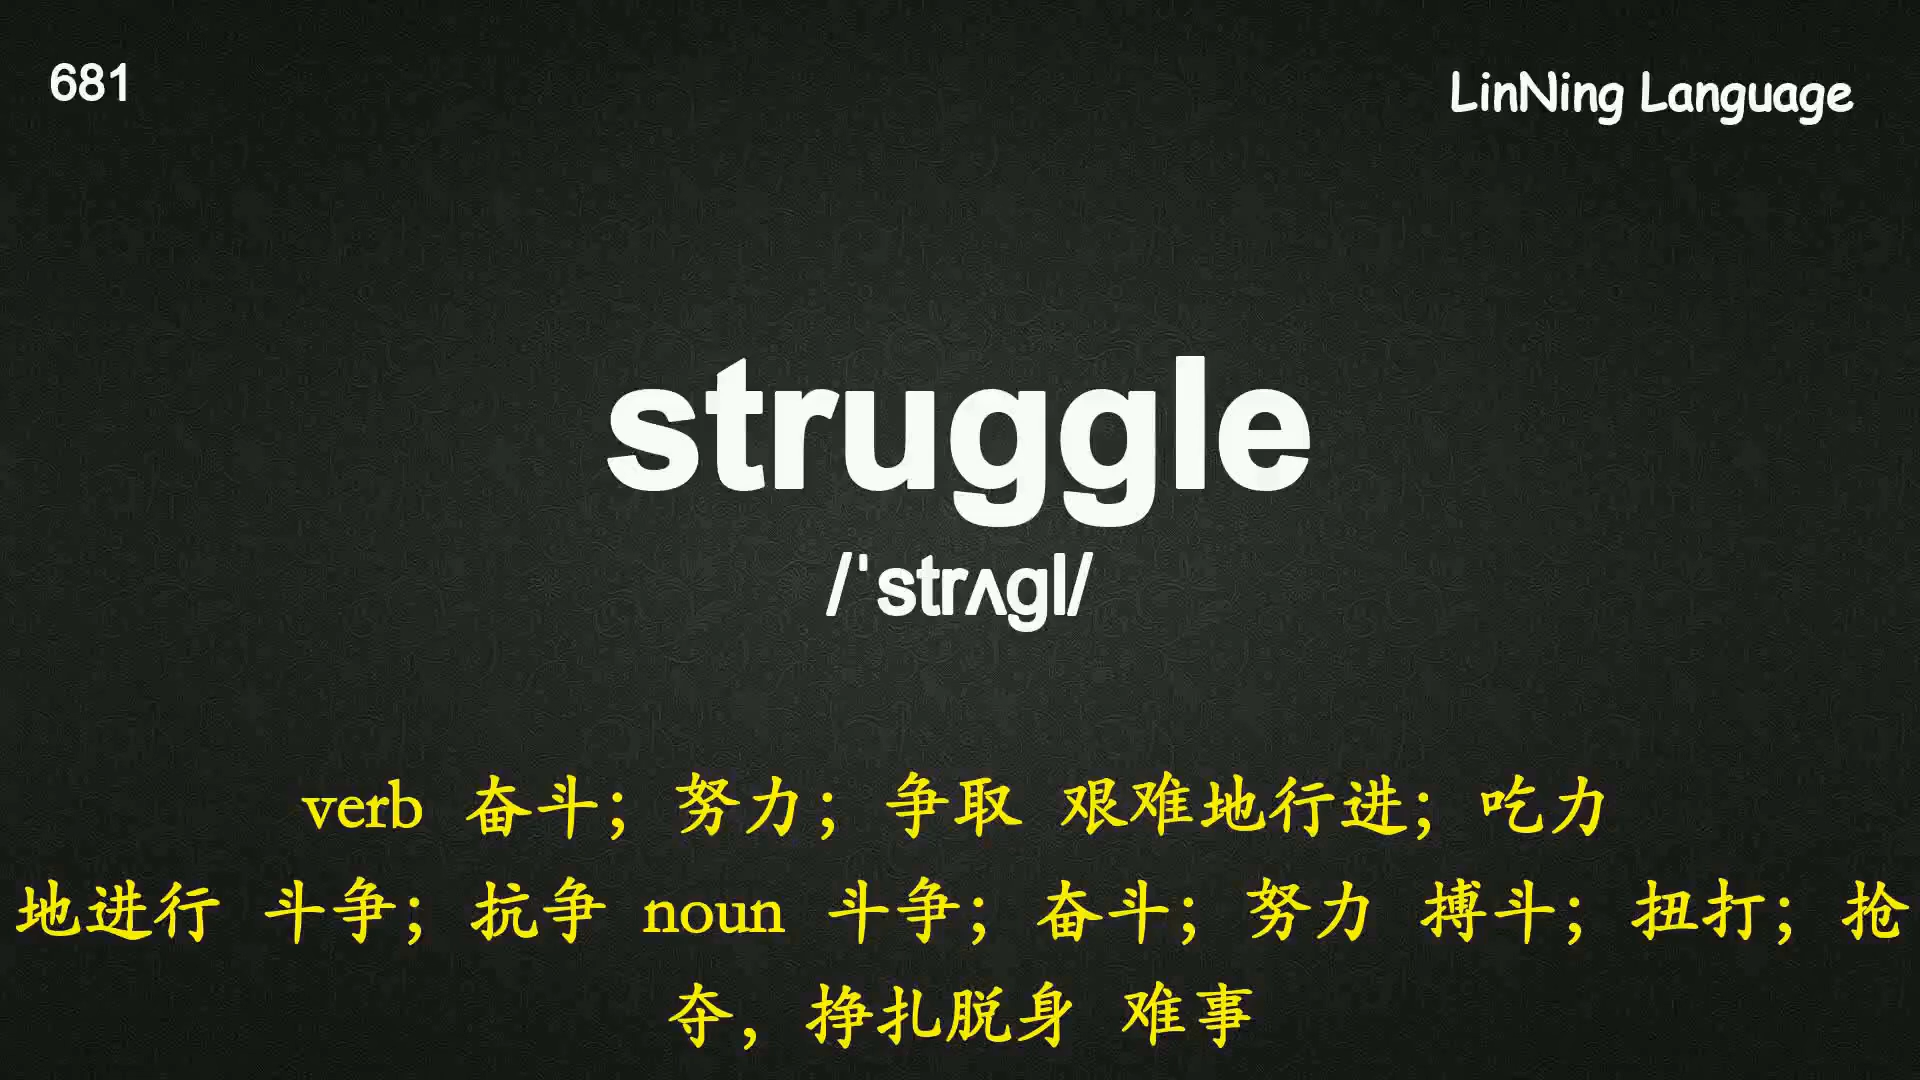 681
LinNing Language
struggle
/ˈstrʌgl/
verb 奋斗；努力；争取 艰难地行进；吃力
地进行 斗争；抗争 noun 斗争；奋斗；努力 搏斗；扭打；抢
夺，挣扎脱身 难事